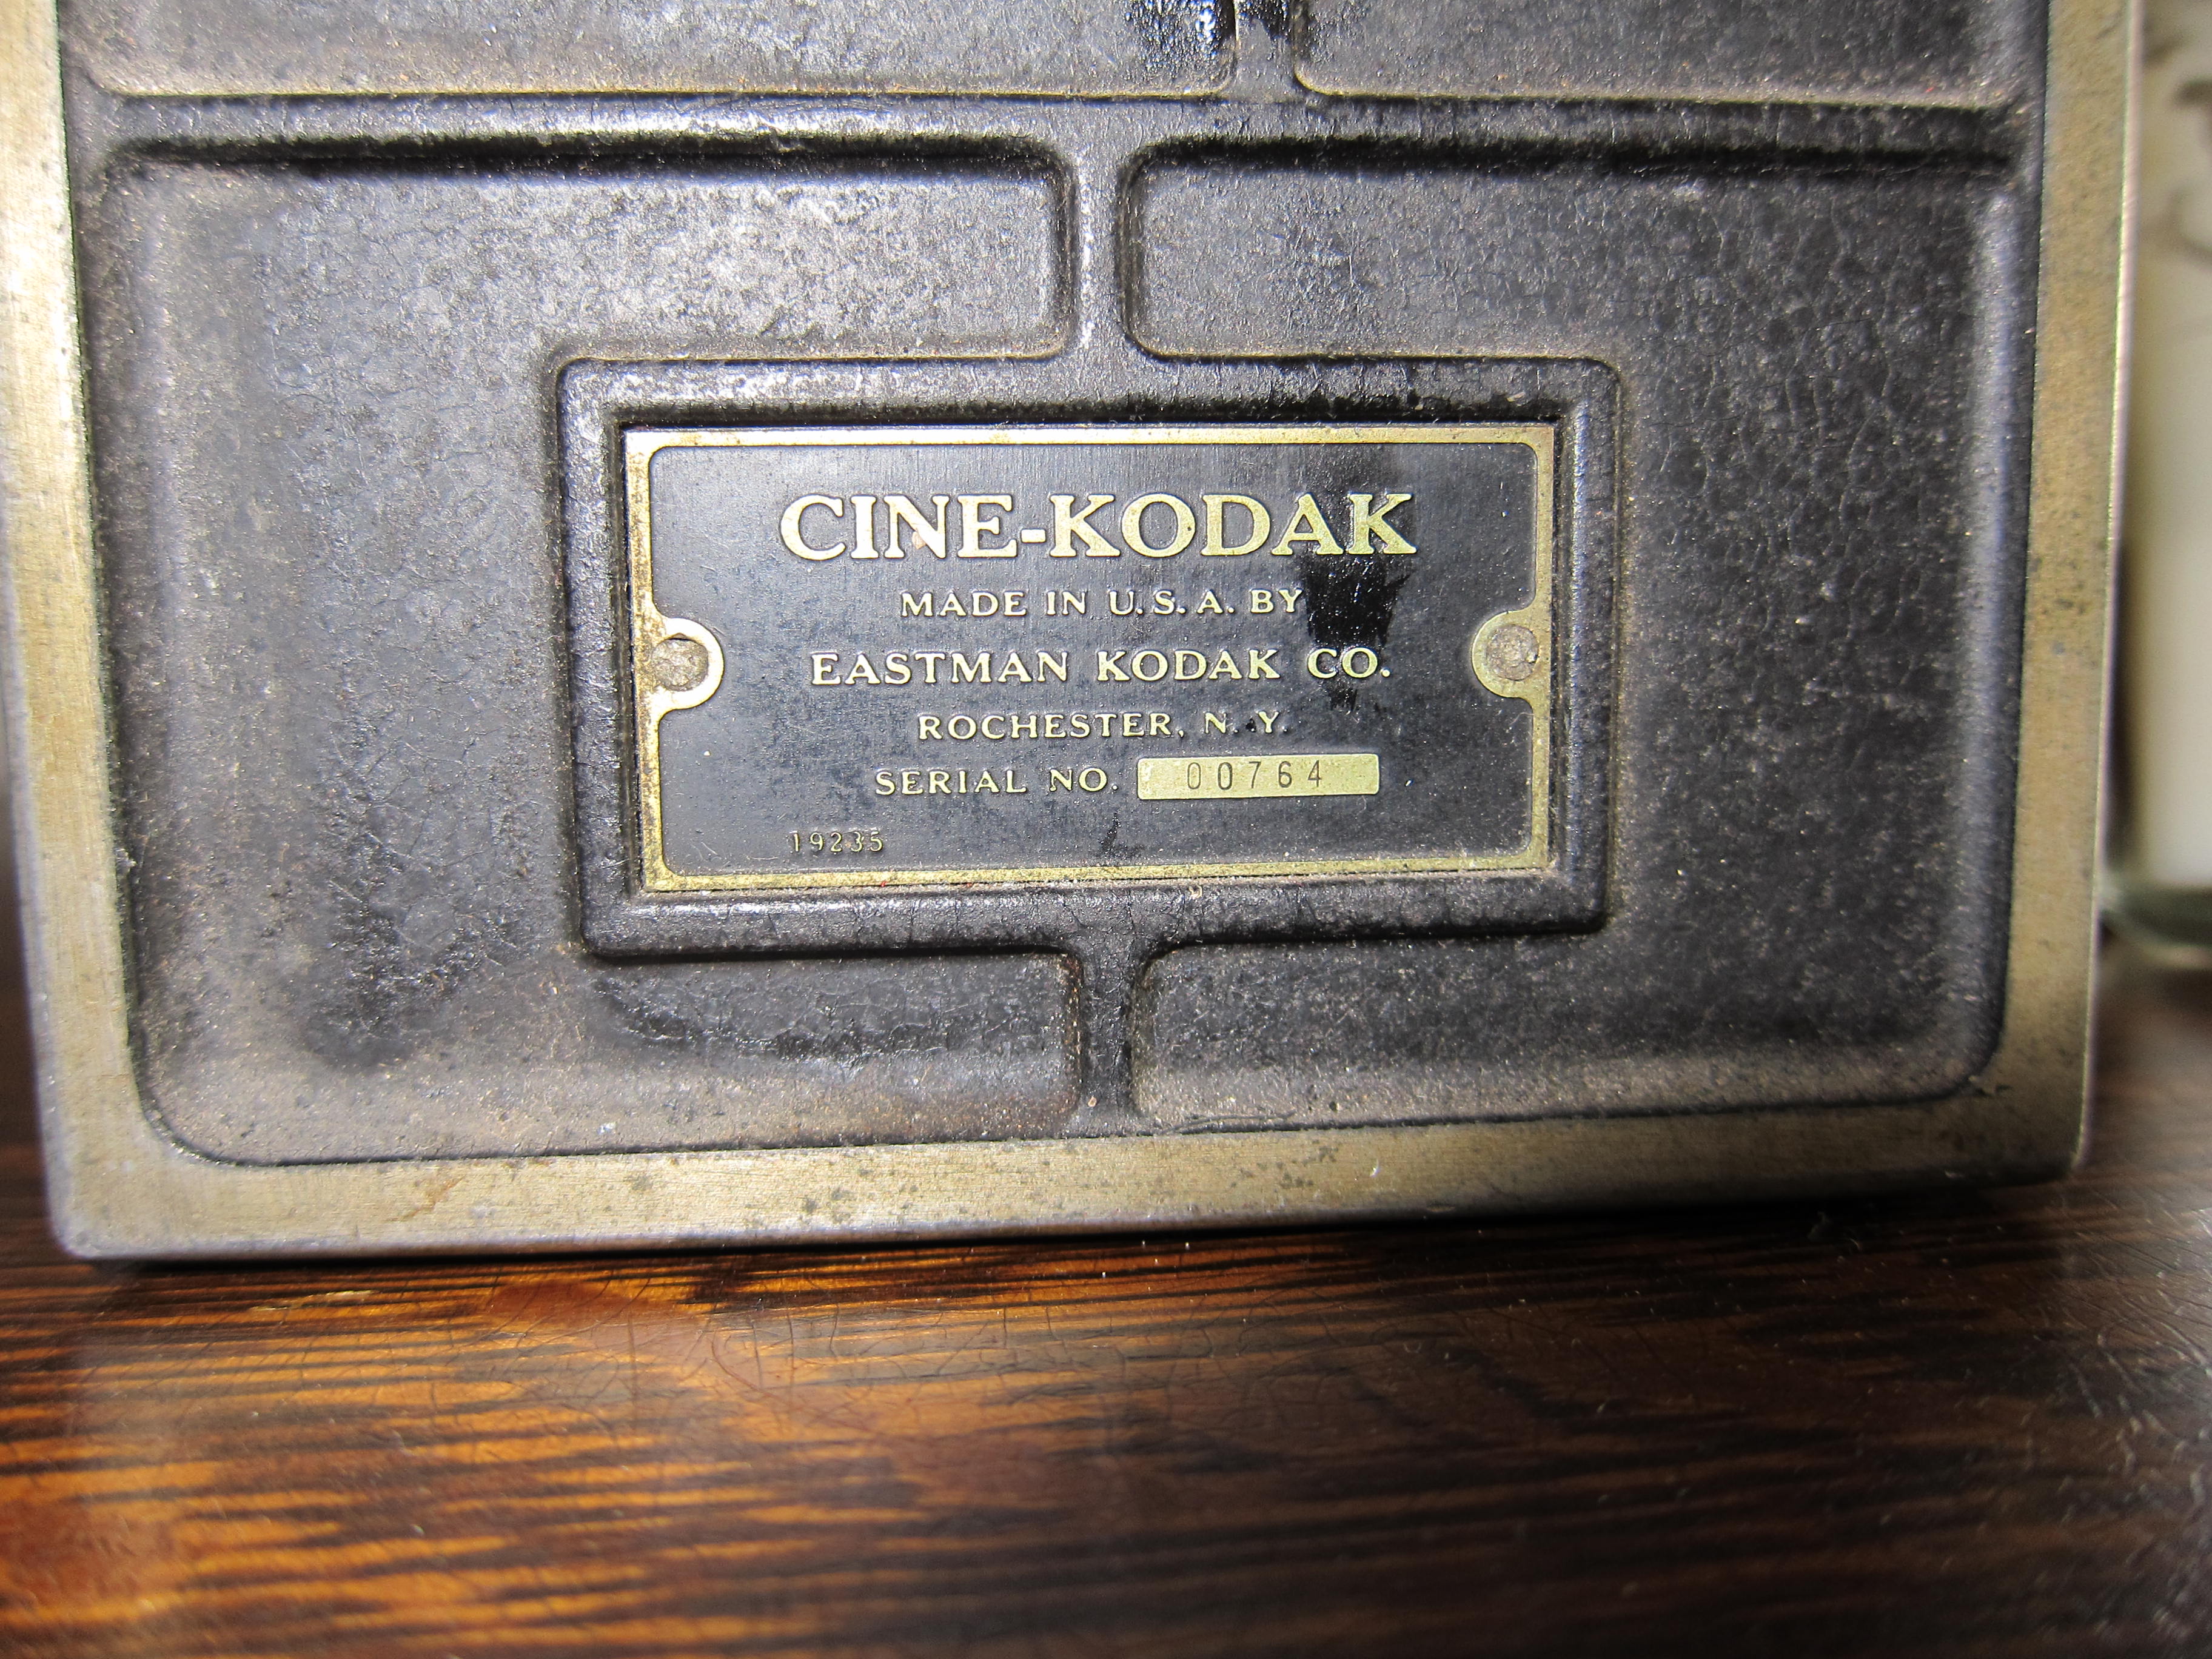 CINE-KODAK
MADE IN U.S.A. BY
EASTMAN KODAK CO.
ROCHESTER, N.Y.
SERIAL NO. 00764
19235